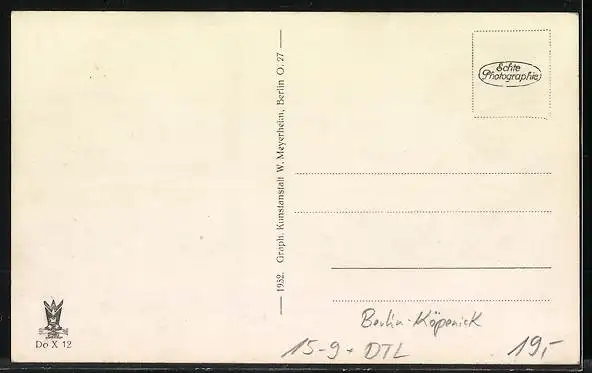 Echte
Photographie
1932. Graph. Kunstanstalt W. Meyerheim, Berlin O. 27
Do X 12
Berlin-Köpenick
15-9 + DTL
19,-